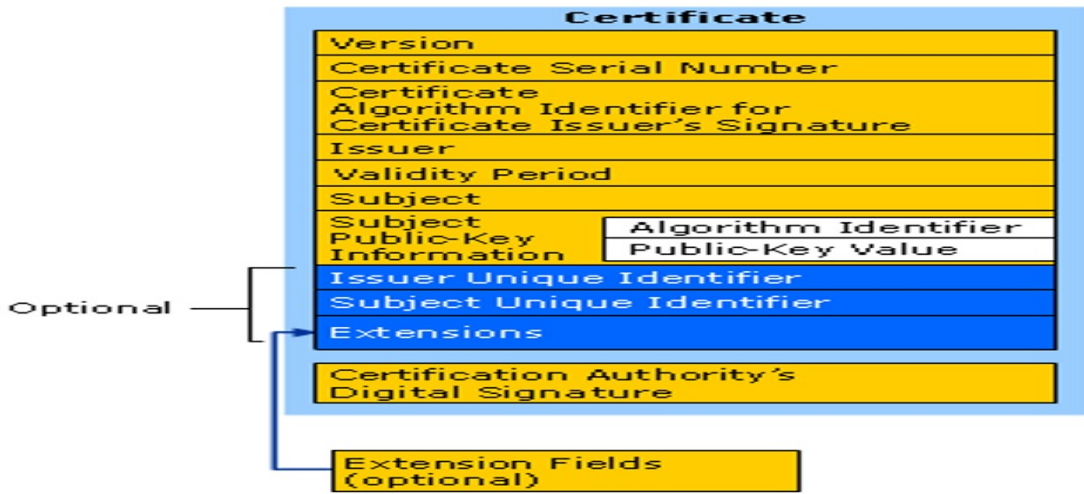 Certificate
Version
Certificate Serial Number
Certificate
Algorithm Identifier for
Certificate Issuer's Signature
Issuer
Validity Period
Subject
Subject
Public-Key
Information
Algorithm Identifier
Public-Key Value
Issuer Unique Identifier
Subject Unique Identifier
Optional
Extensions
Certification Authority's
Digital Signature
Extension Fields
(optional)